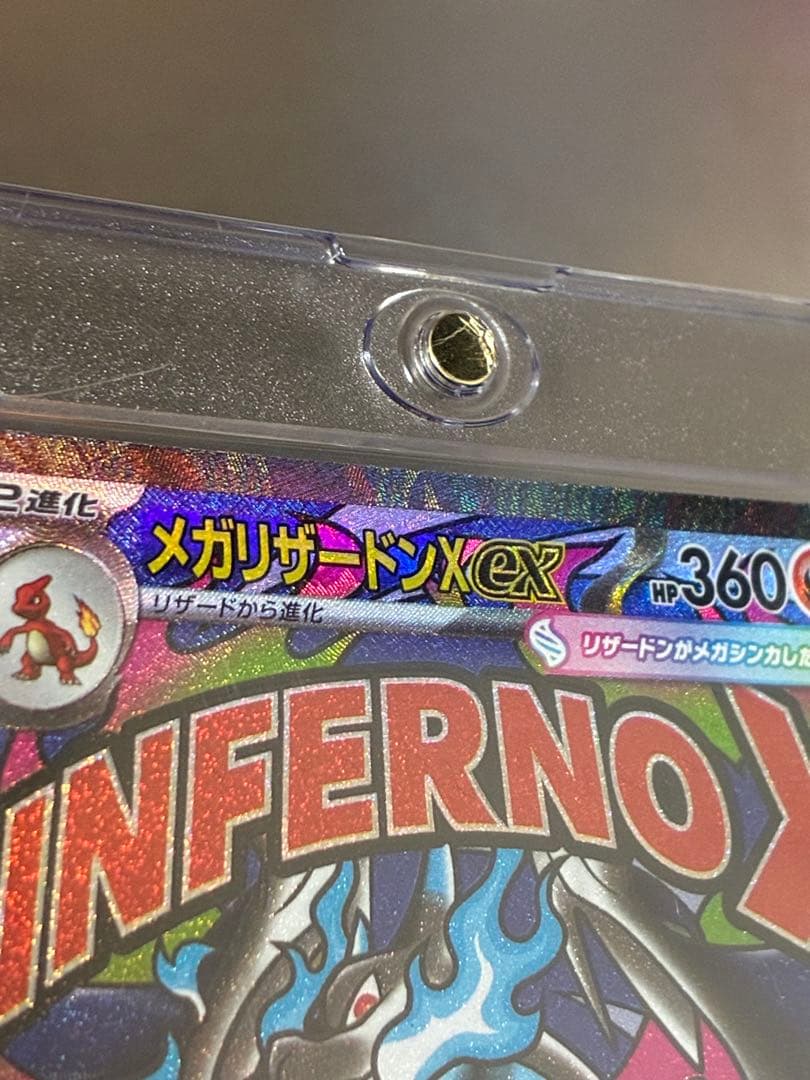 2進化
メガリザードンXex
HP360
リザードから進化
リザードンがメガシンカした
INFERNO X